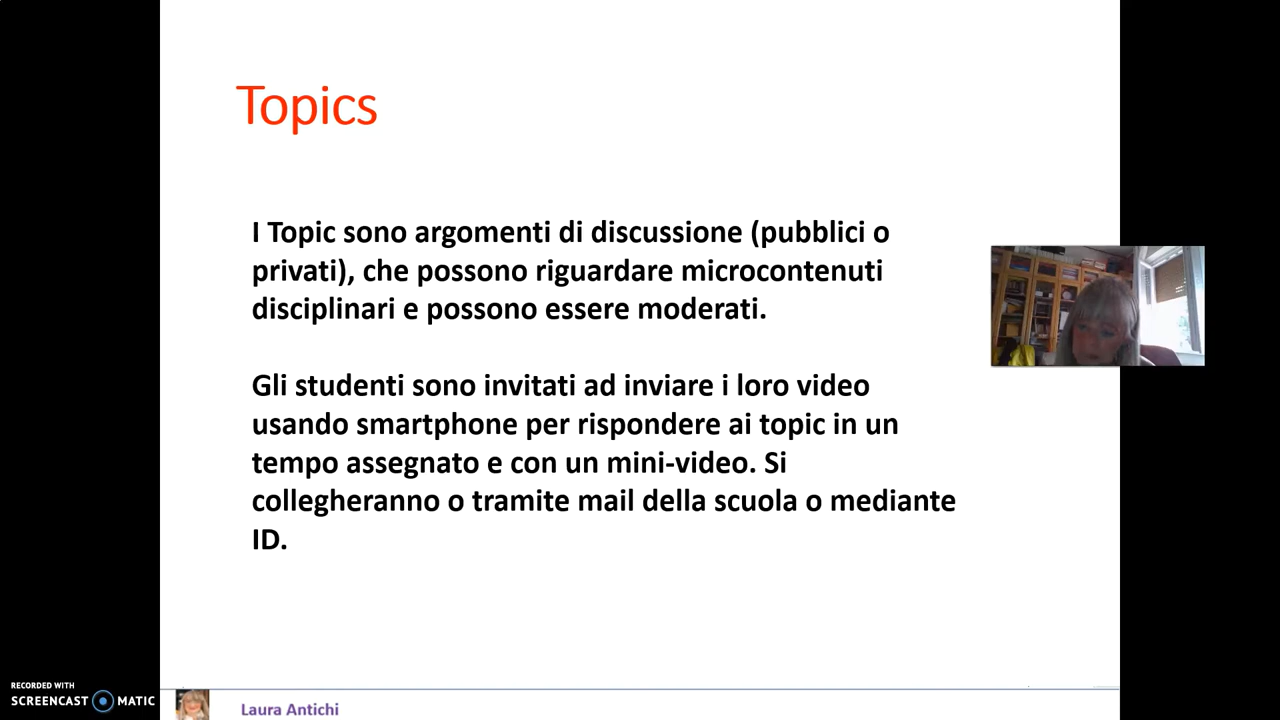 Topics
I Topic sono argomenti di discussione (pubblici o
privati), che possono riguardare microcontenuti
disciplinari e possono essere moderati.
Gli studenti sono invitati ad inviare i loro video
usando smartphone per rispondere ai topic in un
tempo assegnato e con un mini-video. Si
collegheranno o tramite mail della scuola o mediante
ID.
RECORDED WITH
SCREENCAST MATIC
Laura Antichi